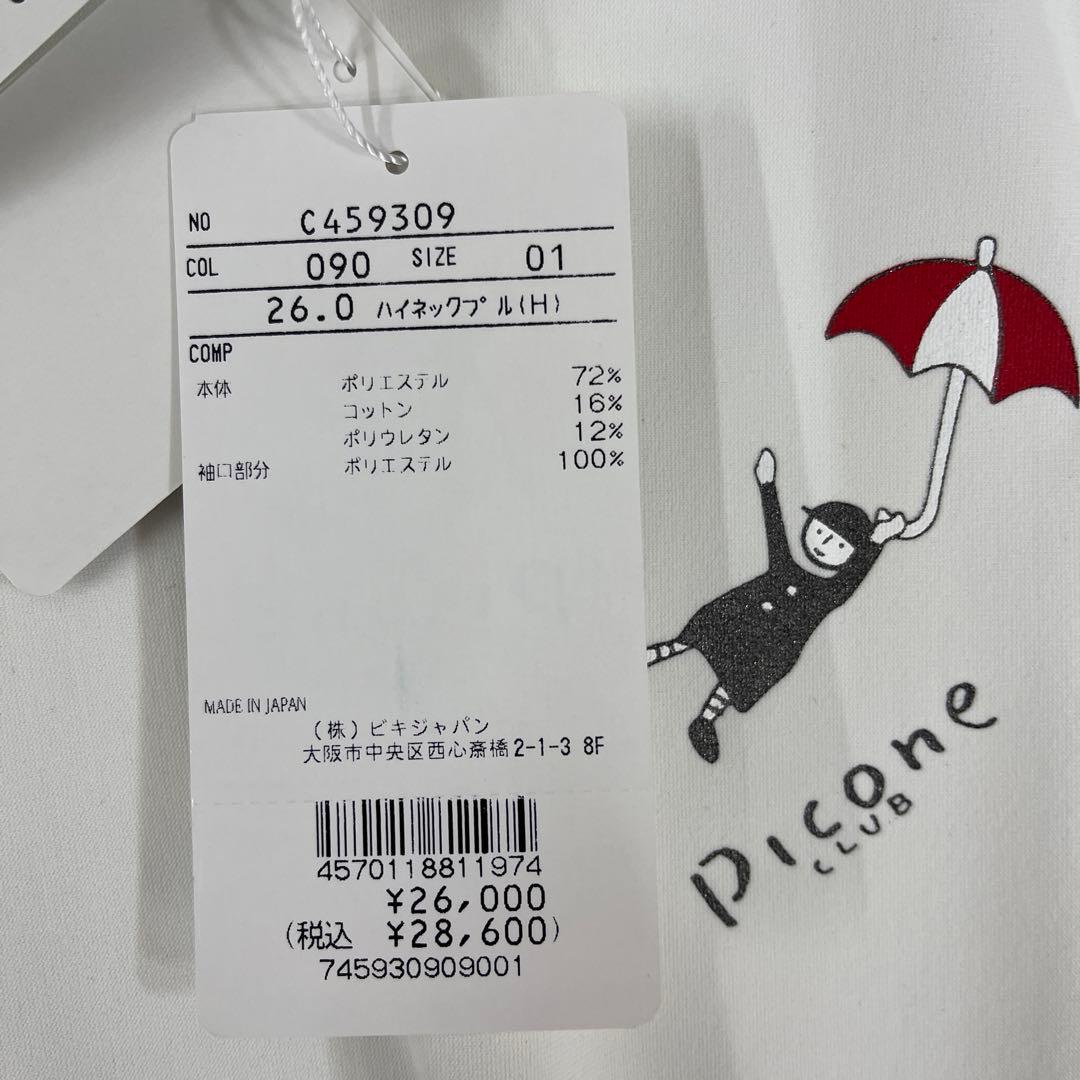 NO C459309
COL 090 SIZE 01
26.0 ハイネックプル(H)
COMP
本体 ポリエステル 72%
コットン 16%
ポリウレタン 12%
袖口部分 ポリエステル 100%
MADE IN JAPAN
(株)ビキジャパン
大阪市中央区西心斎橋2-1-3 8F
4570118811974
¥26,000
(税込 ¥28,600)
745930909001
picone
CLUB